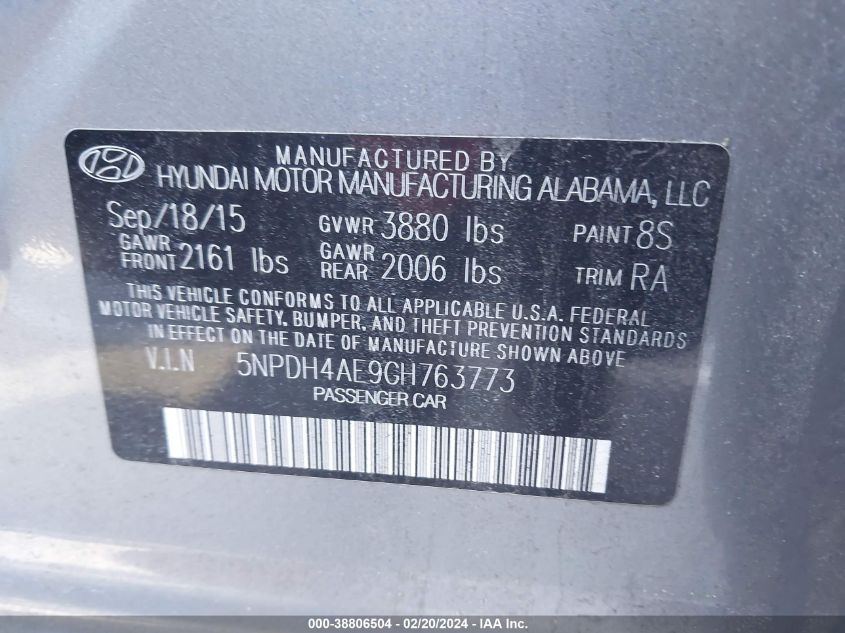 MANUFACTURED BY
HYUNDAI MOTOR MANUFACTURING ALABAMA, LLC
Sep/18/15 GVWR 3880 lbs PAINT 8S
GAWR FRONT 2161 lbs GAWR REAR 2006 lbs TRIM RA
THIS VEHICLE CONFORMS TO ALL APPLICABLE U.S.A. FEDERAL
MOTOR VEHICLE SAFETY, BUMPER, AND THEFT PREVENTION STANDARDS
IN EFFECT ON THE DATE OF MANUFACTURE SHOWN ABOVE.
V.I.N 5NPDH4AE9GH763773
PASSENGER CAR
000-38806504 - 02/20/2024 - IAA Inc.